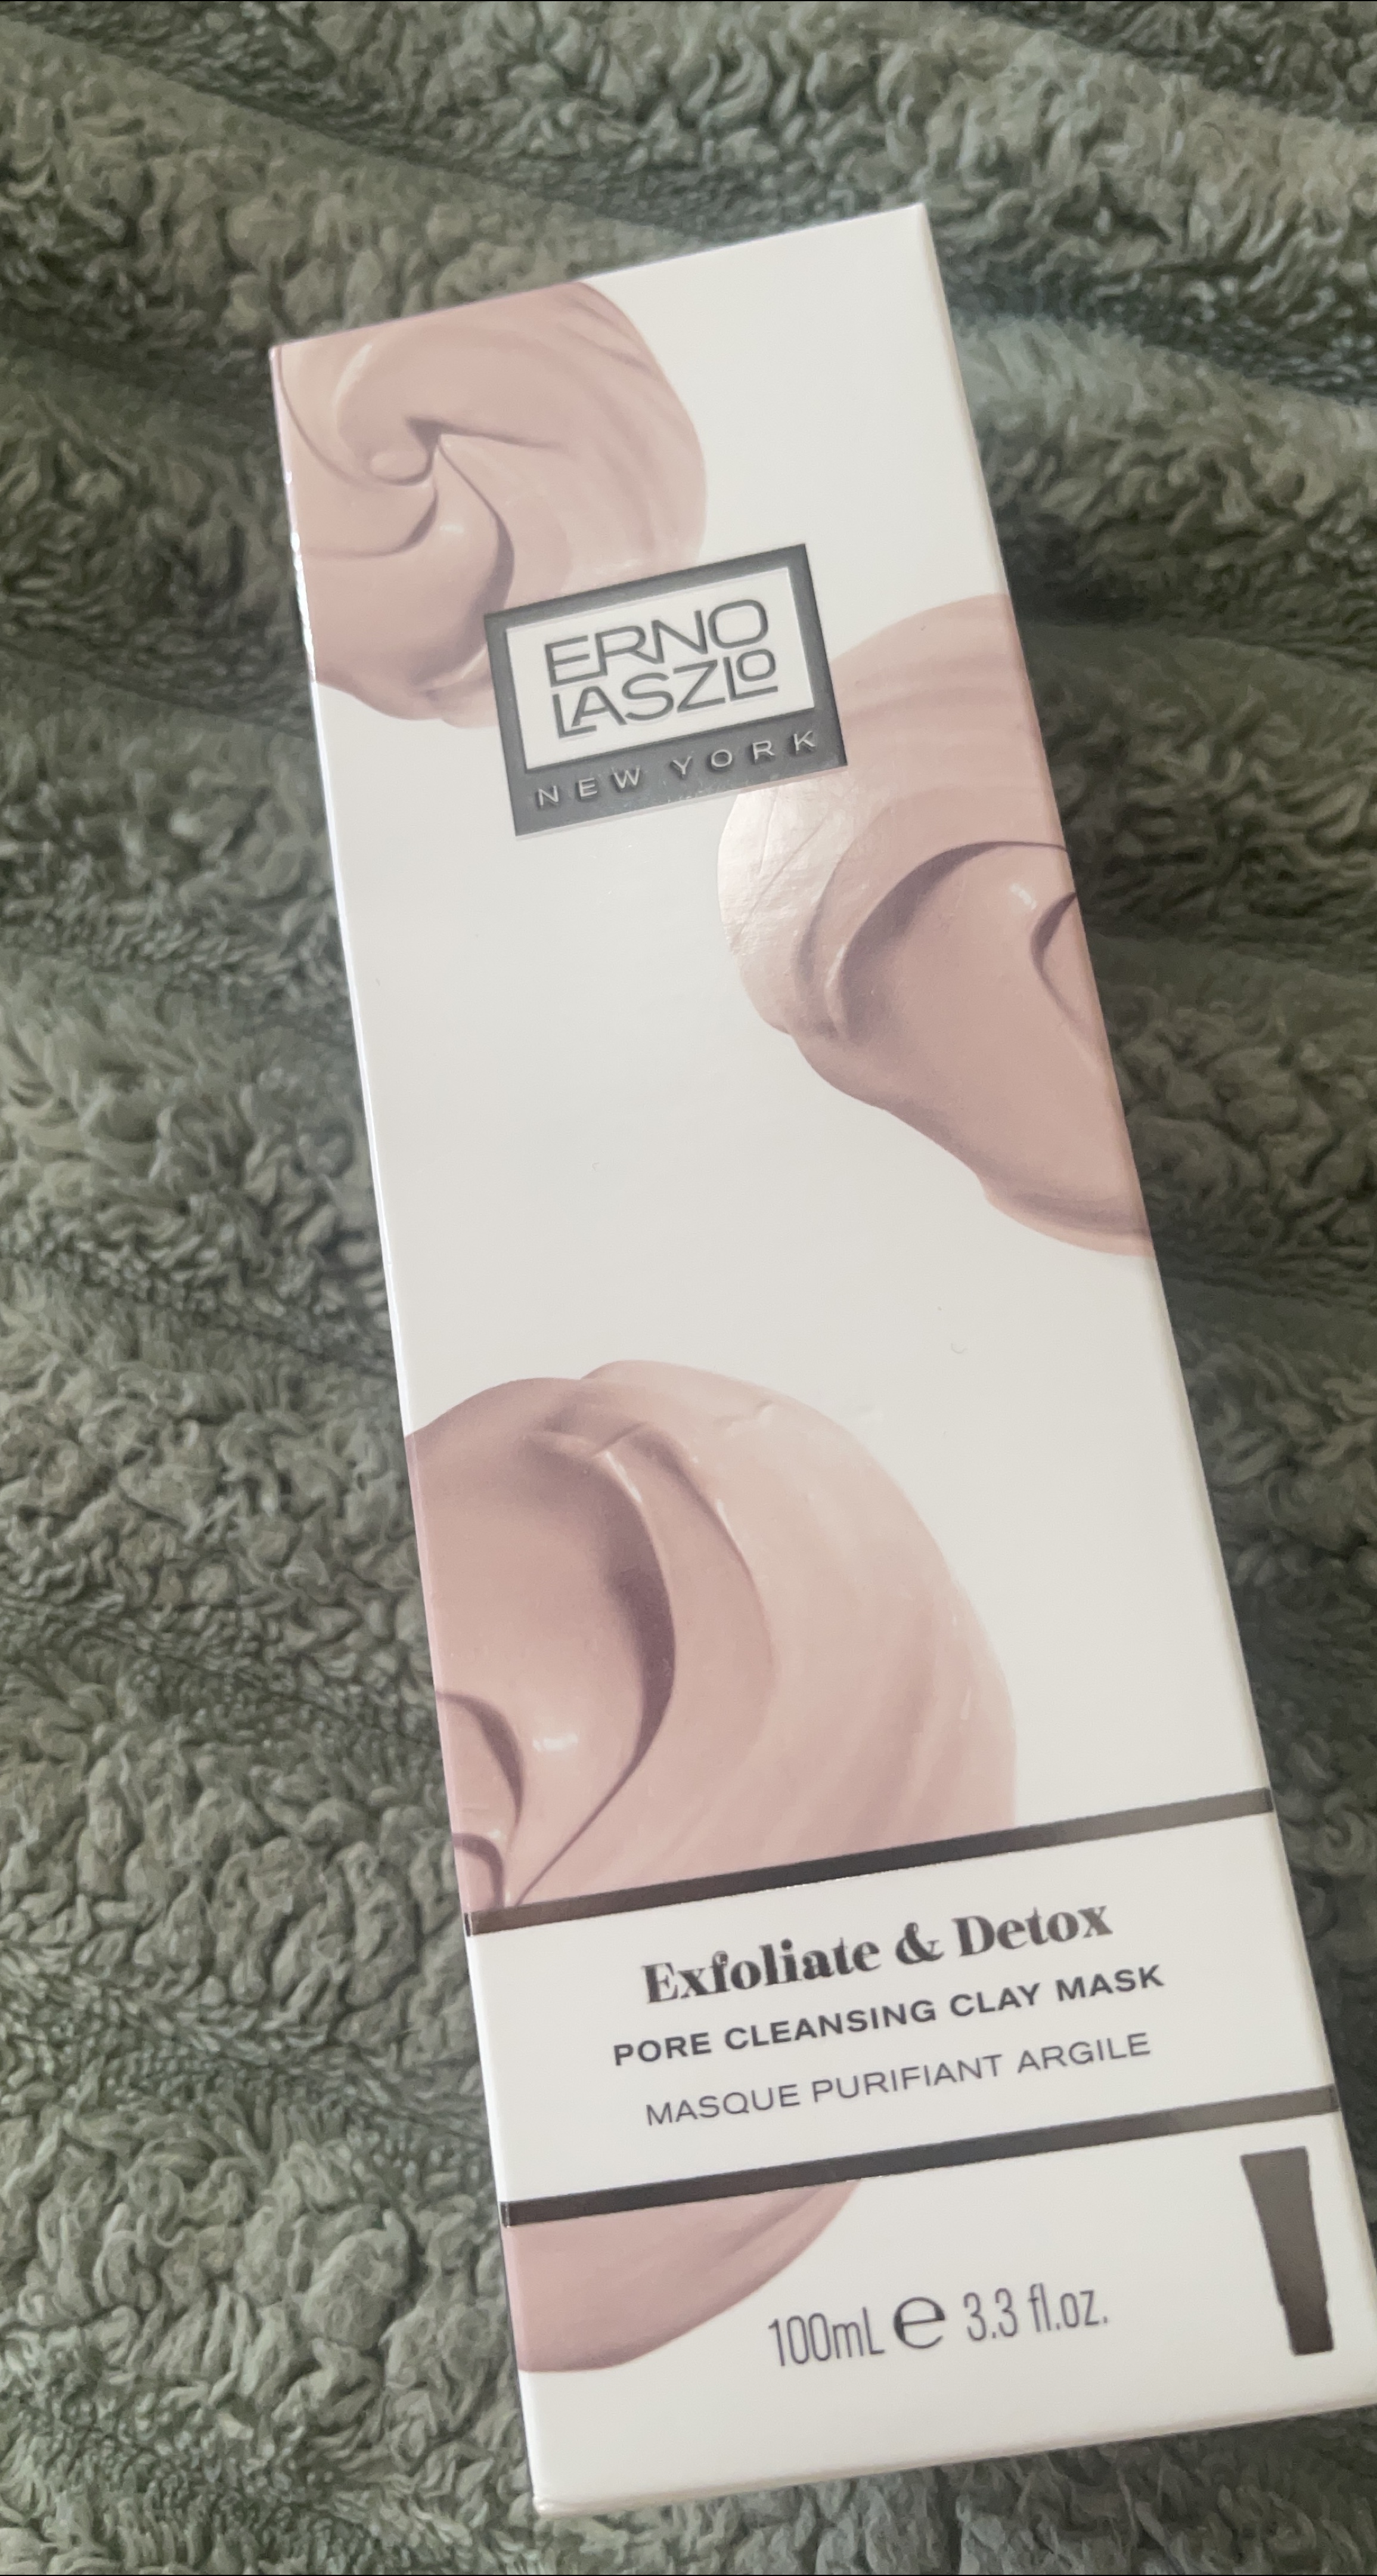 ERNO
LASZLO
NEW YORK
Exfoliate & Detox
PORE CLEANSING CLAY MASK
MASQUE PURIFIANT ARGILE
100mL ℮ 3.3 fl.oz.